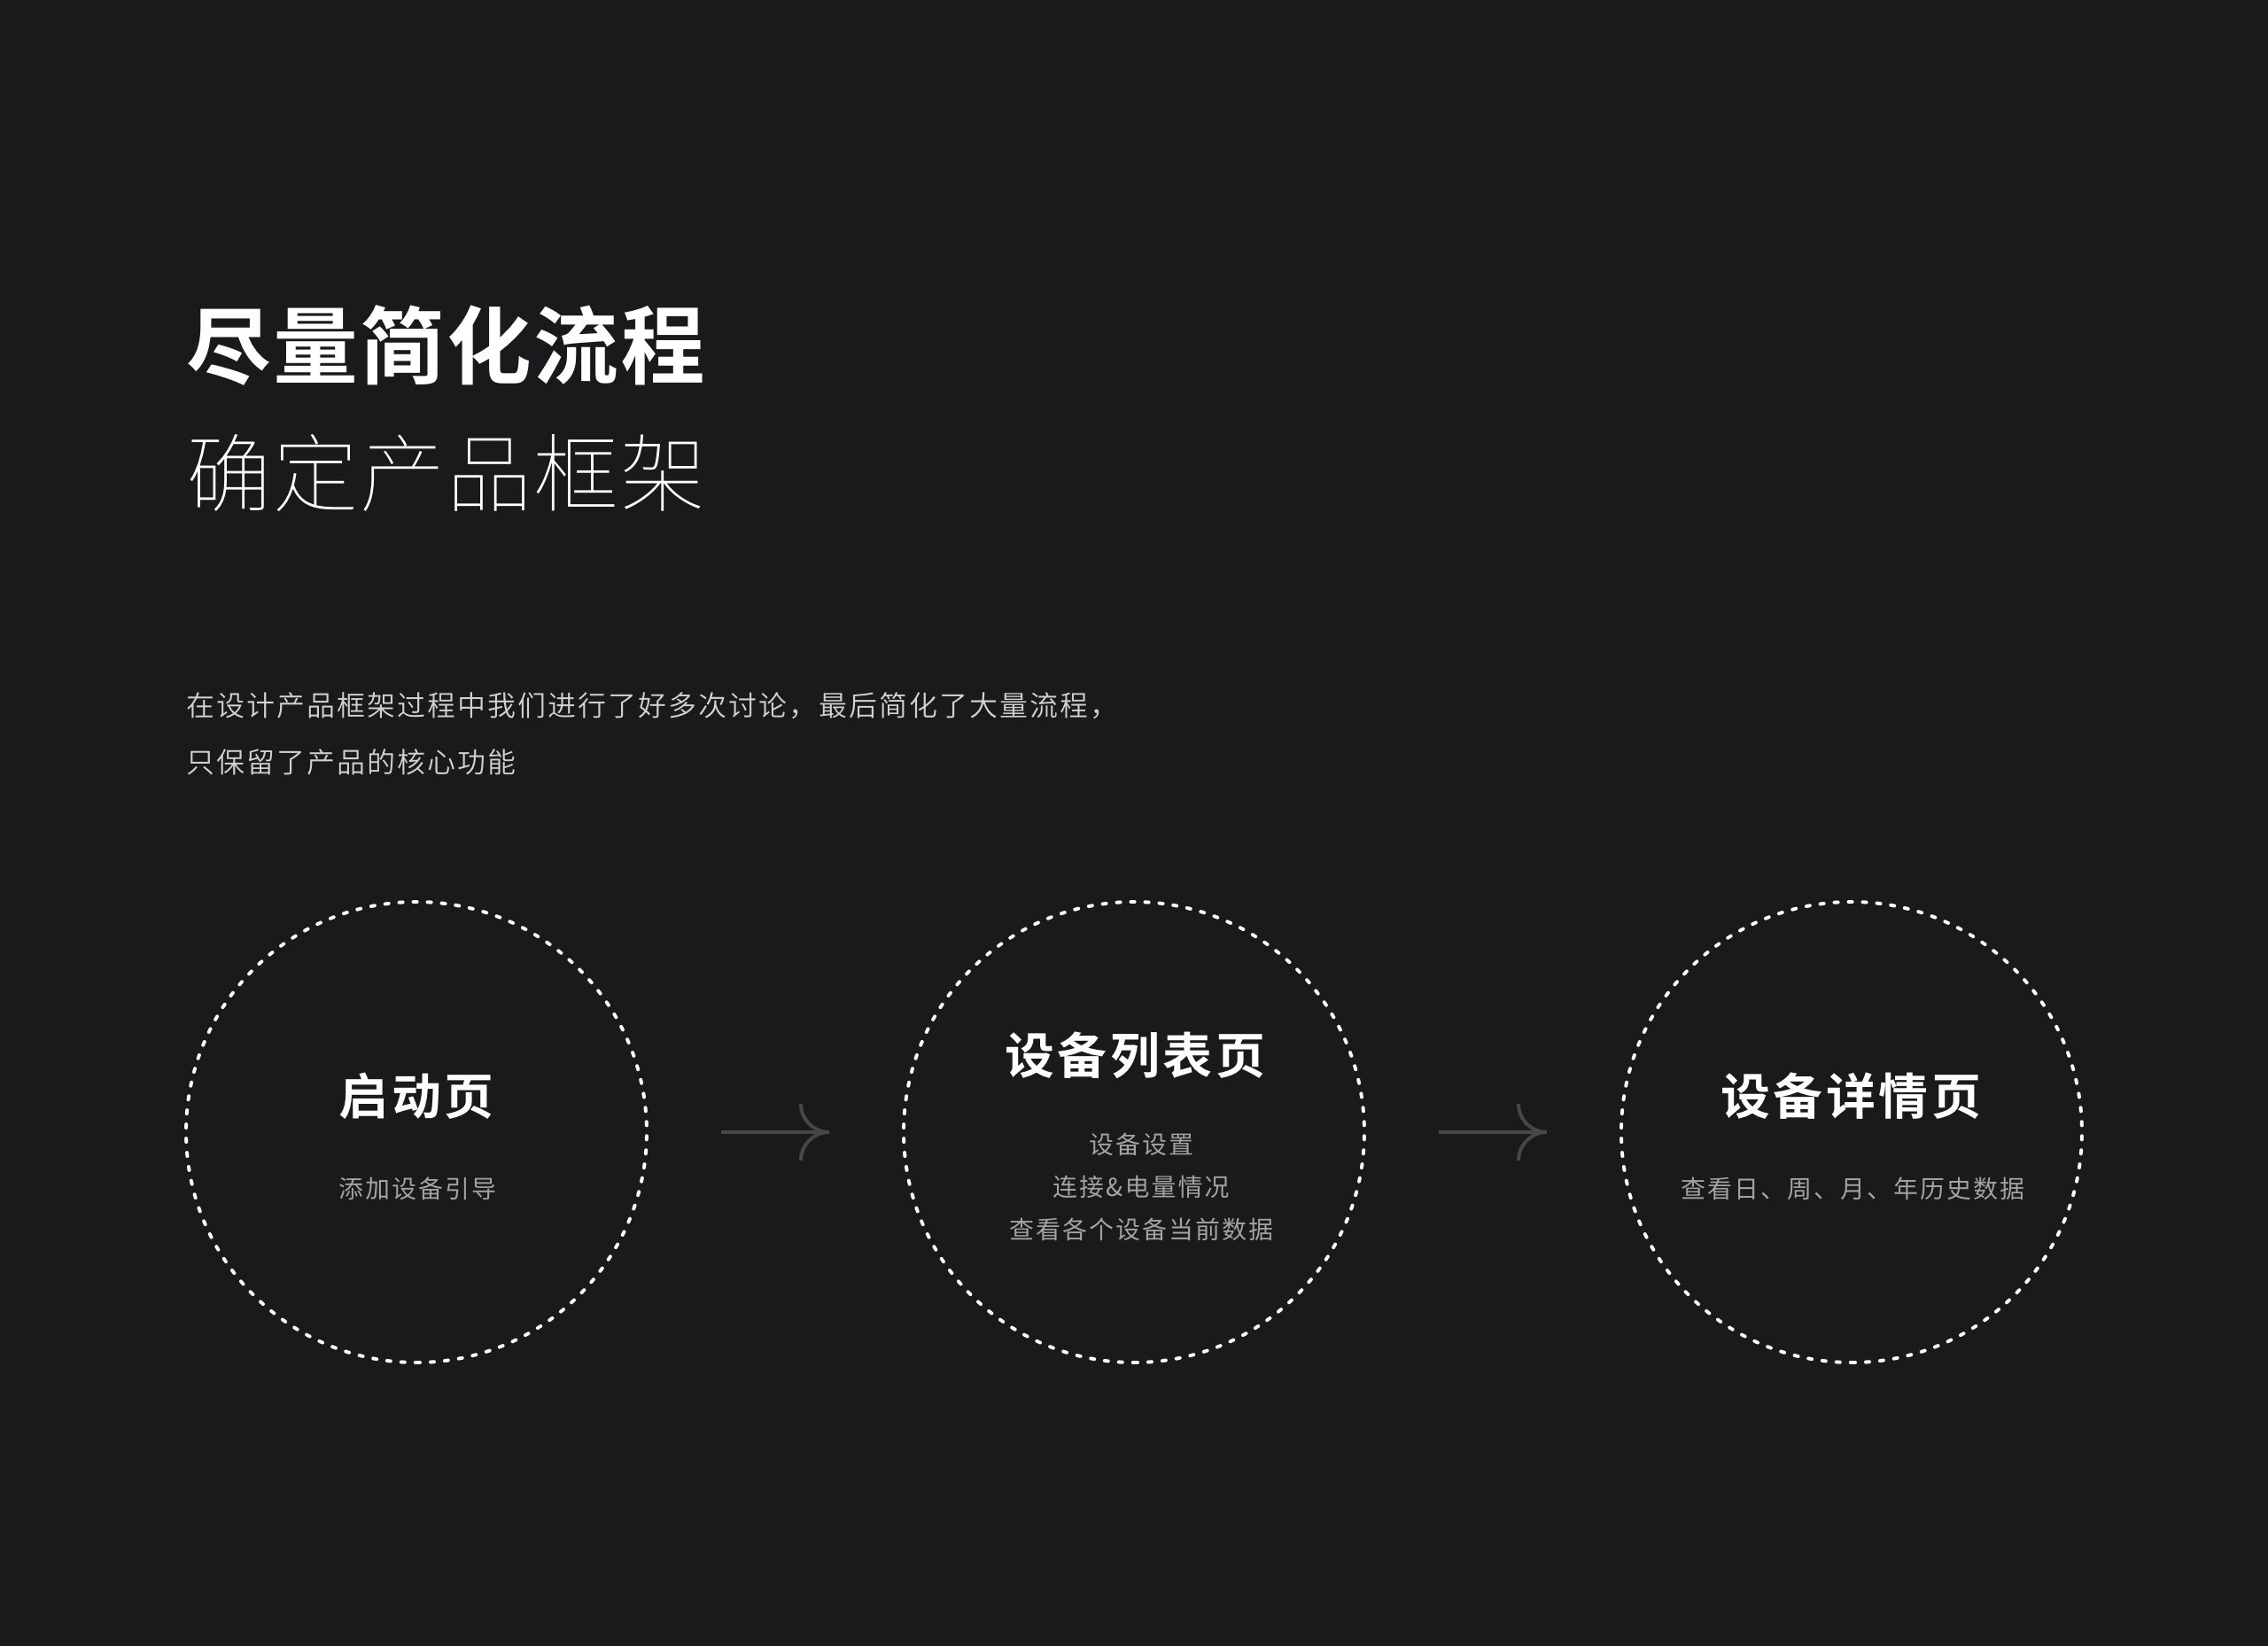 尽量简化流程
确定产品框架
在设计产品框架过程中我们进行了好多次讨论，最后简化了大量流程，
只保留了产品的核心功能
启动页
添加设备引导
设备列表页
设备设置
连接&电量情况
查看各个设备当前数据
设备详情页
查看日、周、月、年历史数据